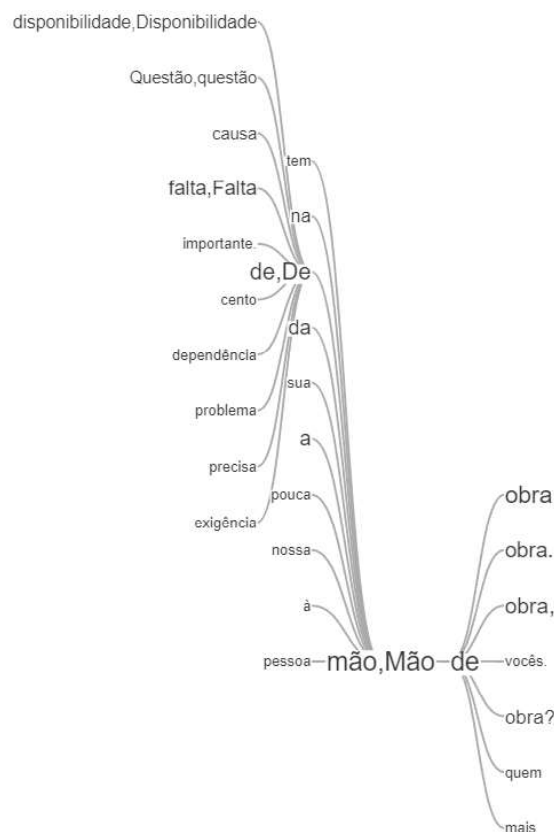 disponibilidade,Disponibilidade
Questão,questão
causa
falta,Falta
importante.
cento
dependência
problema
precisa
exigência
tem
na
de,De
da
sua
a
pouca
nossa
à
pessoa
mão,Mão
de
obra
obra.
obra,
vocês.
obra?
quem
mais